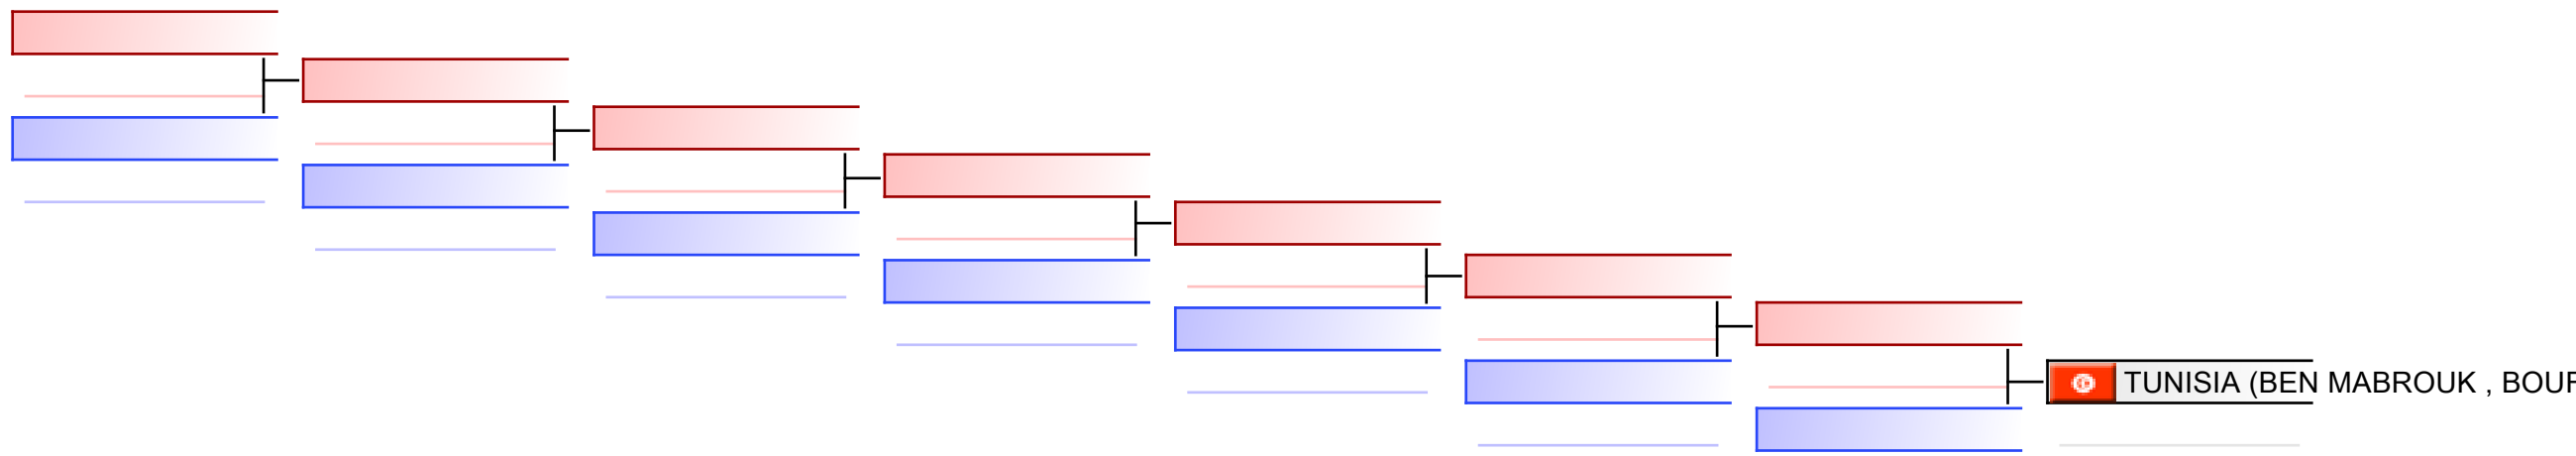 TUNISIA (BEN MABROUK , BOUF